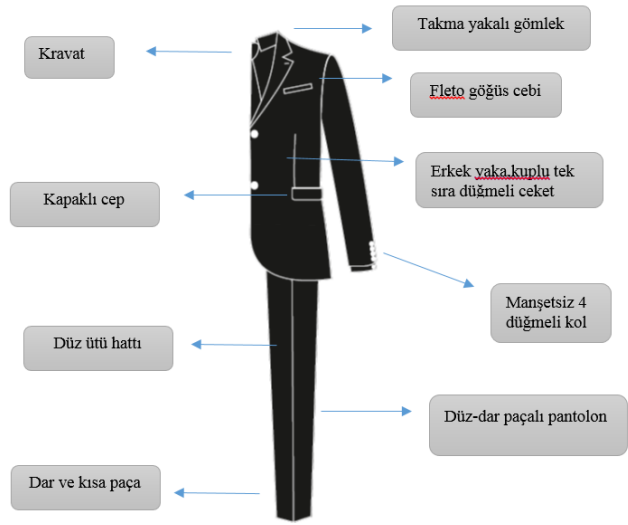 Takma yakalı gömlek
Kravat
Fleto göğüs cebi
Erkek yaka,kuplu tek
sıra düğmeli ceket
Kapaklı cep
Manşetsiz 4
düğmeli kol
Düz ütü hattı
Düz-dar paçalı pantolon
Dar ve kısa paça